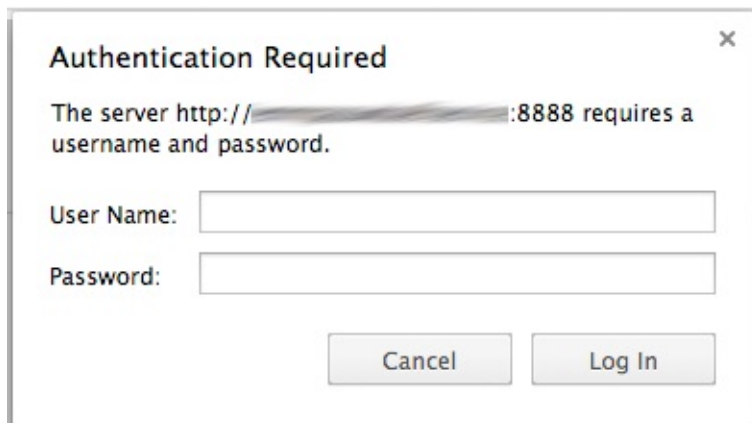 Authentication Required
The server http://:8888 requires a
username and password.
User Name:
Password:
Cancel
Log In